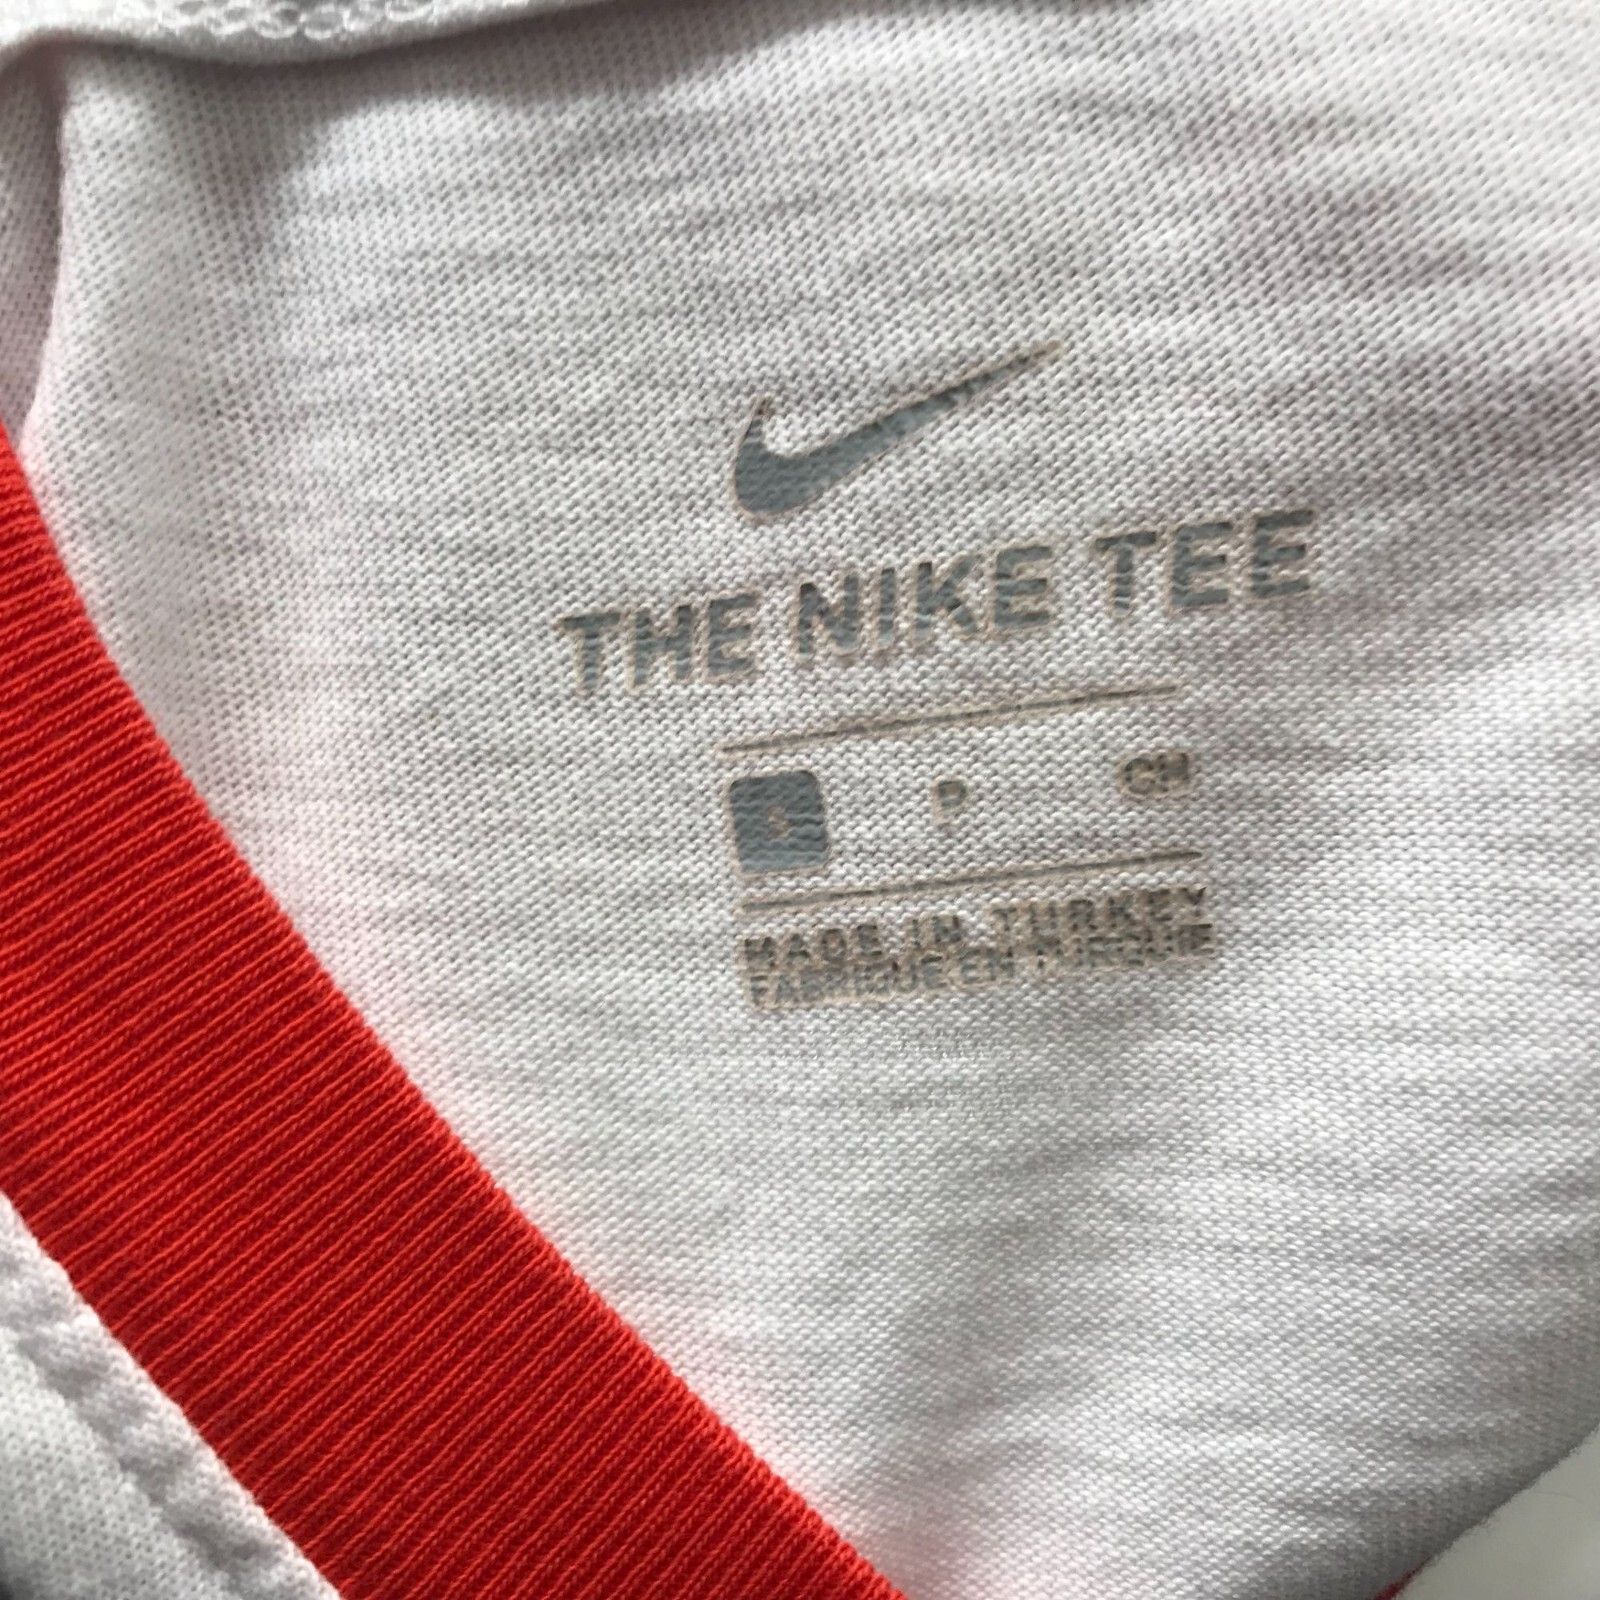 THE NIKE TEE
S P CH
MADE IN TURKEY
FABRIQUE EN TURQUIE